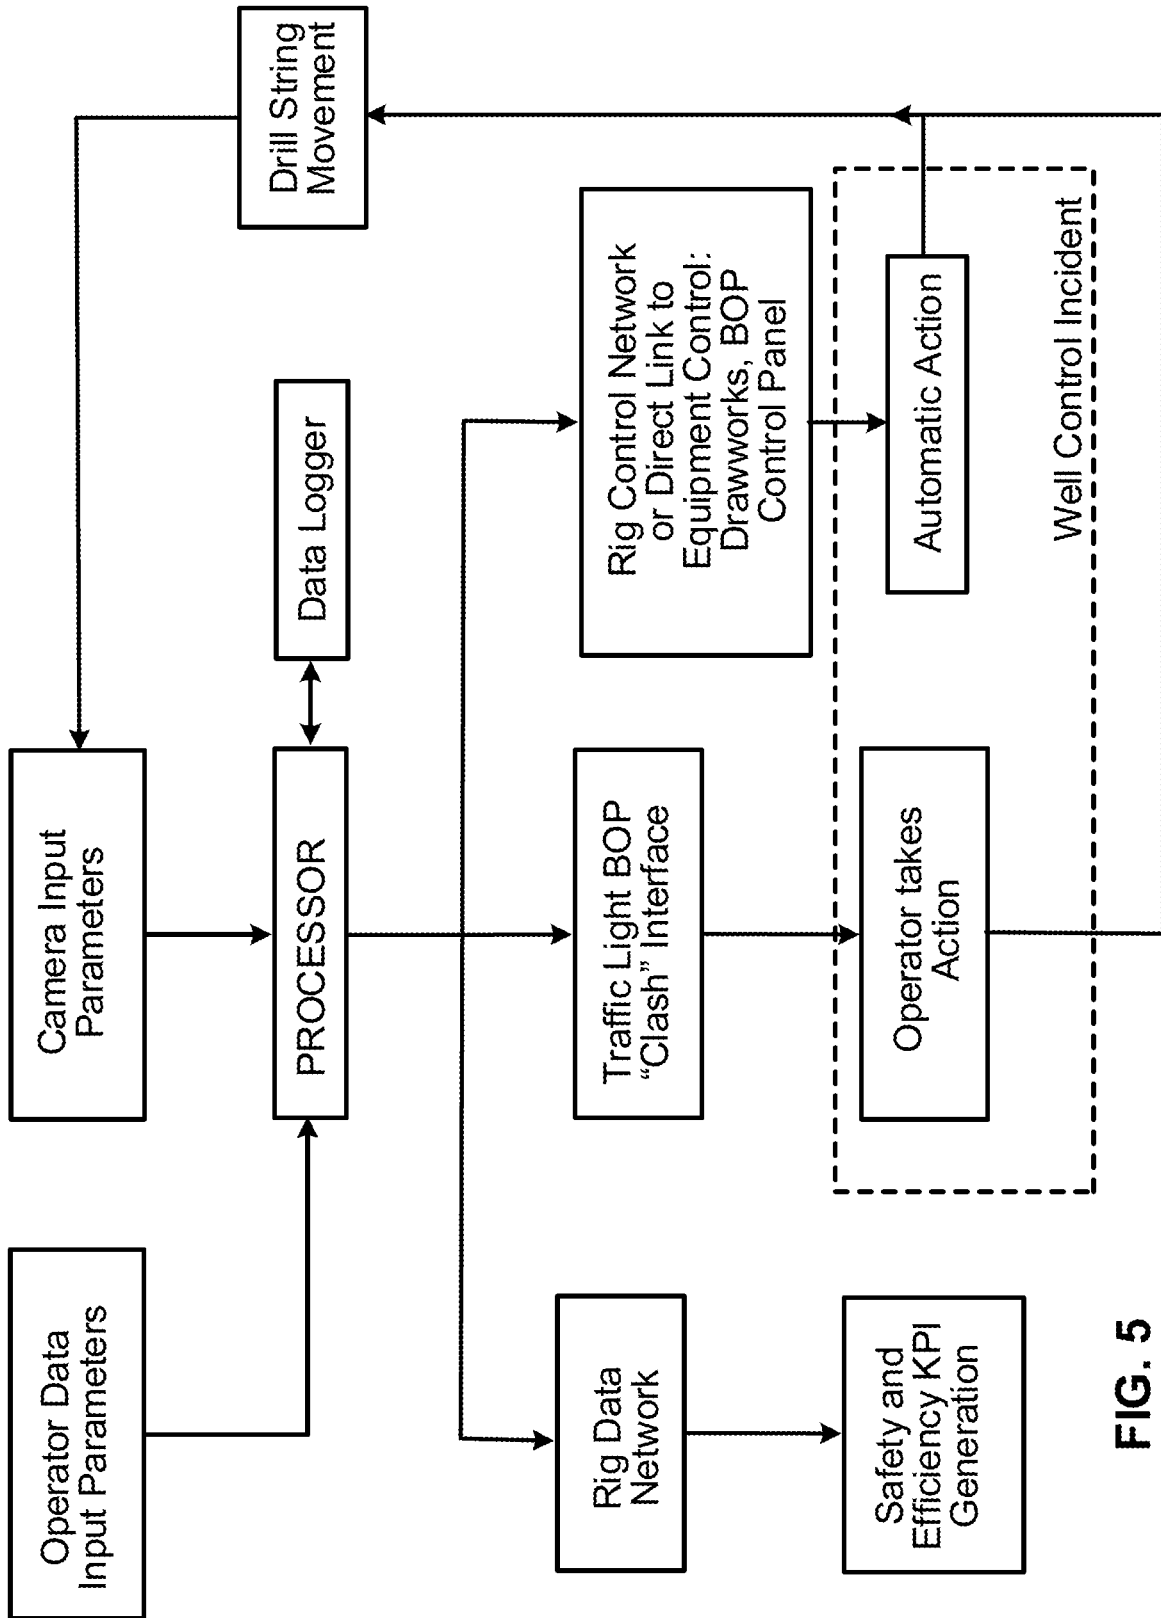 Operator Data
Input Parameters
Camera Input
Parameters
Drill String
Movement
PROCESSOR
Data Logger
Rig Data
Network
Traffic Light BOP
“Clash” Interface
Rig Control Network
or Direct Link to
Equipment Control:
Drawworks, BOP
Control Panel
Safety and
Efficiency KPI
Generation
Operator takes
Action
Automatic Action
Well Control Incident
FIG. 5